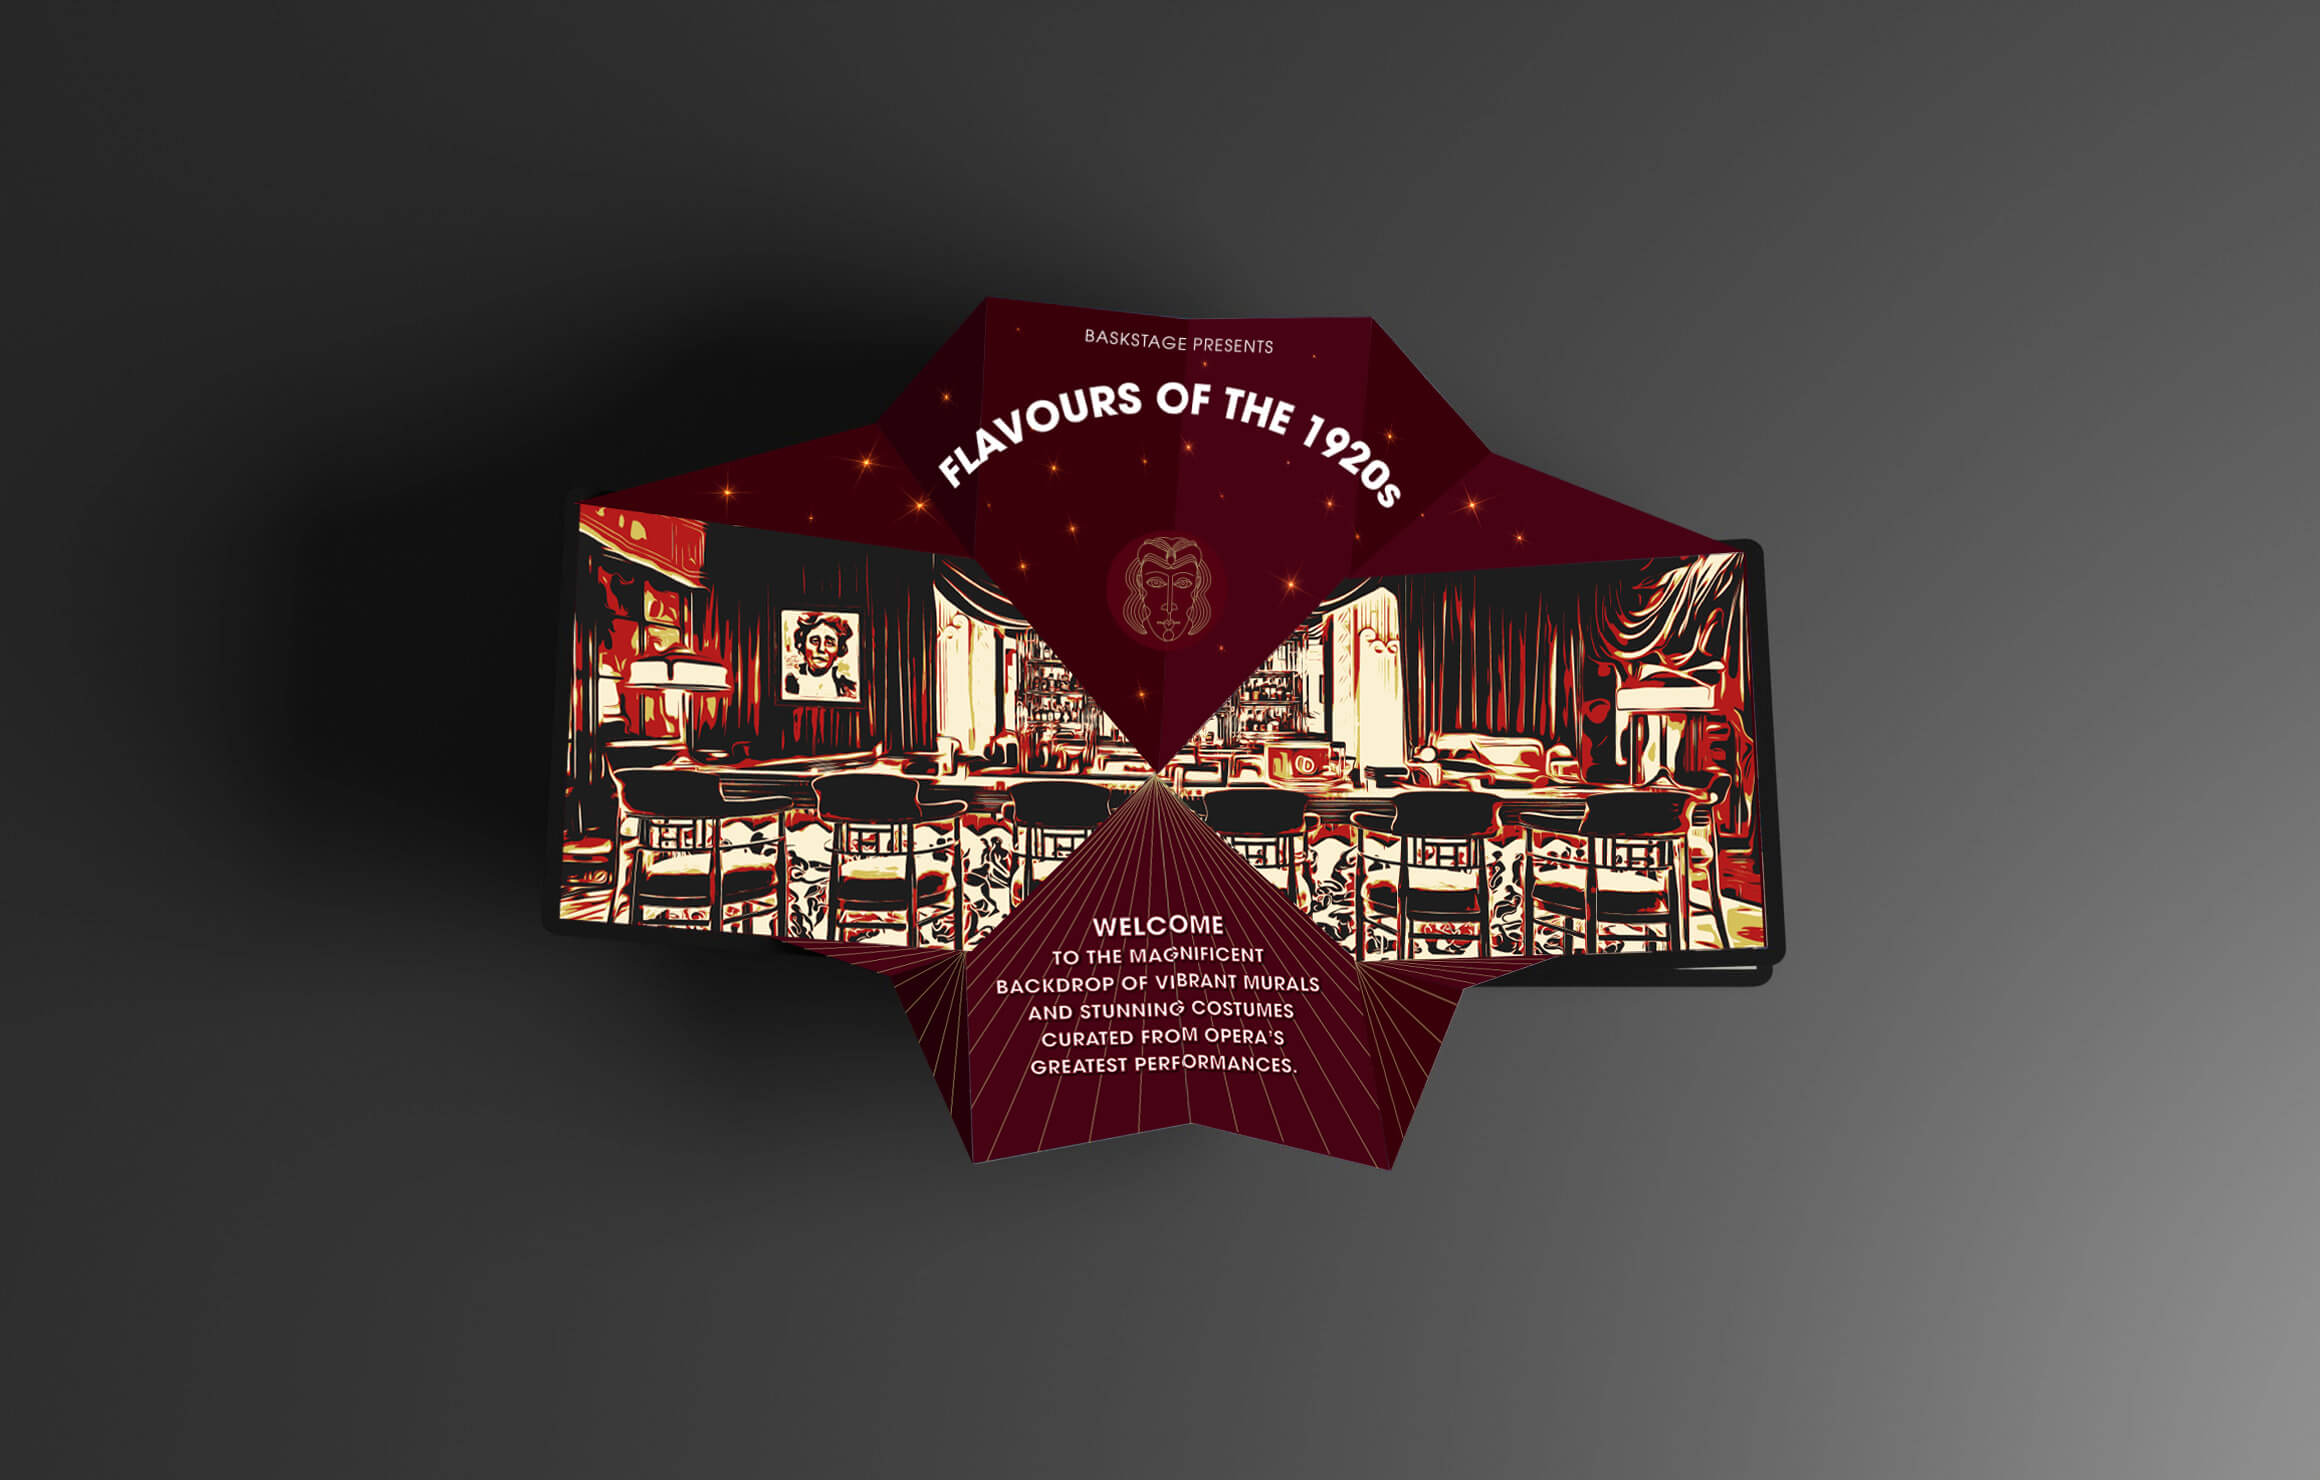 BASKSTAGE PRESENTS
FLAVOURS OF THE 1920s
WELCOME
TO THE MAGNIFICENT
BACKDROP OF VIBRANT MURALS
AND STUNNING COSTUMES
CURATED FROM OPERA'S
GREATEST PERFORMANCES.